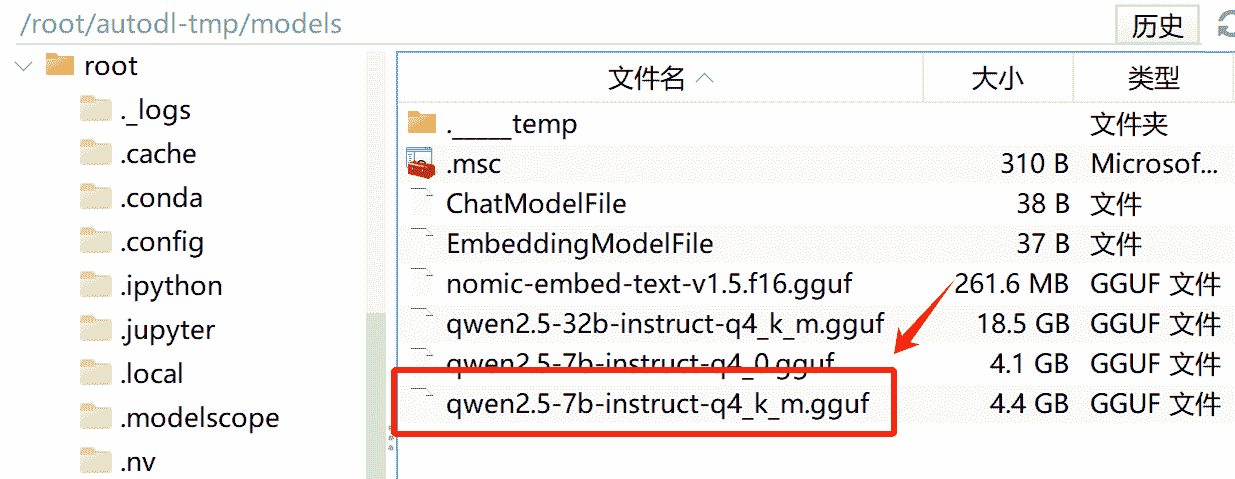 /root/autodl-tmp/models
历史
root
._logs
.cache
.conda
.config
.ipython
.jupyter
.local
.modelscope
.nv
文件名 大小 类型
._____temp 文件夹
.msc 310 B Microsof...
ChatModelFile 38 B 文件
EmbeddingModelFile 37 B 文件
nomic-embed-text-v1.5.f16.gguf 261.6 MB GGUF 文件
qwen2.5-32b-instruct-q4_k_m.gguf 18.5 GB GGUF 文件
qwen2.5-7b-instruct-q4_0.gguf 4.1 GB GGUF 文件
qwen2.5-7b-instruct-q4_k_m.gguf 4.4 GB GGUF 文件